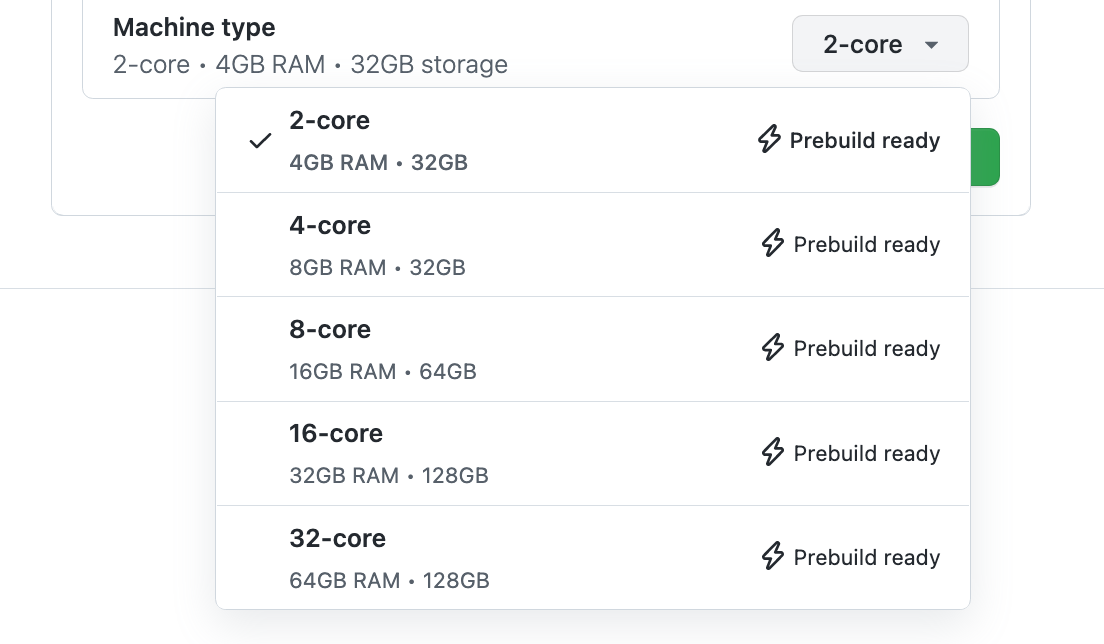 Machine type
2-core • 4GB RAM • 32GB storage
2-core
2-core
4GB RAM • 32GB
Prebuild ready
4-core
8GB RAM • 32GB
Prebuild ready
8-core
16GB RAM • 64GB
Prebuild ready
16-core
32GB RAM • 128GB
Prebuild ready
32-core
64GB RAM • 128GB
Prebuild ready